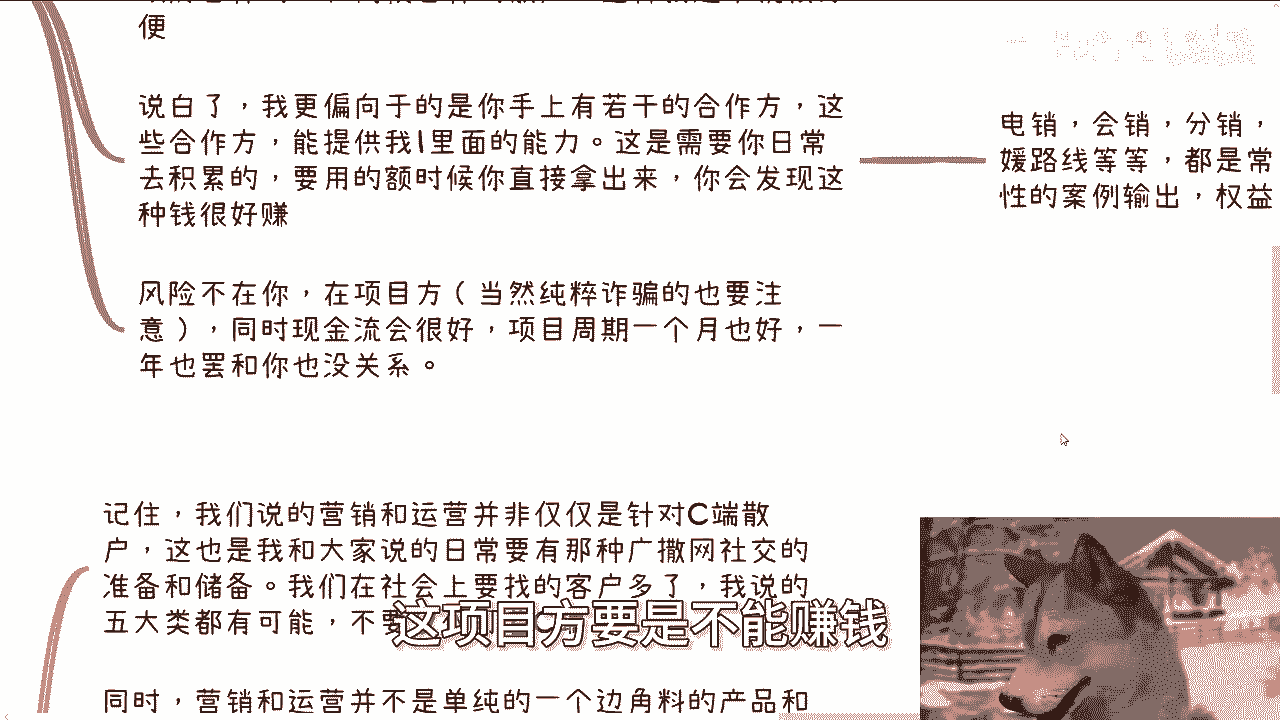 便
说白了，我更偏向于的是你手上有若干的合作方，这
些合作方，能提供我1里面的能力。这是需要你日常
去积累的，要用的额时候你直接拿出来，你会发现这
种钱很好赚
电销，会销，分销，
媛路线等等，都是常
性的案例输出，权益
风险不在你，在项目方（当然纯粹诈骗的也要注
意），同时现金流会很好，项目周期一个月也好，一
年也罢和你也没关系。
记住，我们说的营销和运营并非仅仅是针对C端散
户，这也是我和大家说的日常要有那种广撒网社交的
准备和储备。我们在社会上要找的客户多了，我说的
五大类都有可能，不要
这项目方要是不能赚钱
同时，营销和运营并不是单纯的一个边角料的产品和